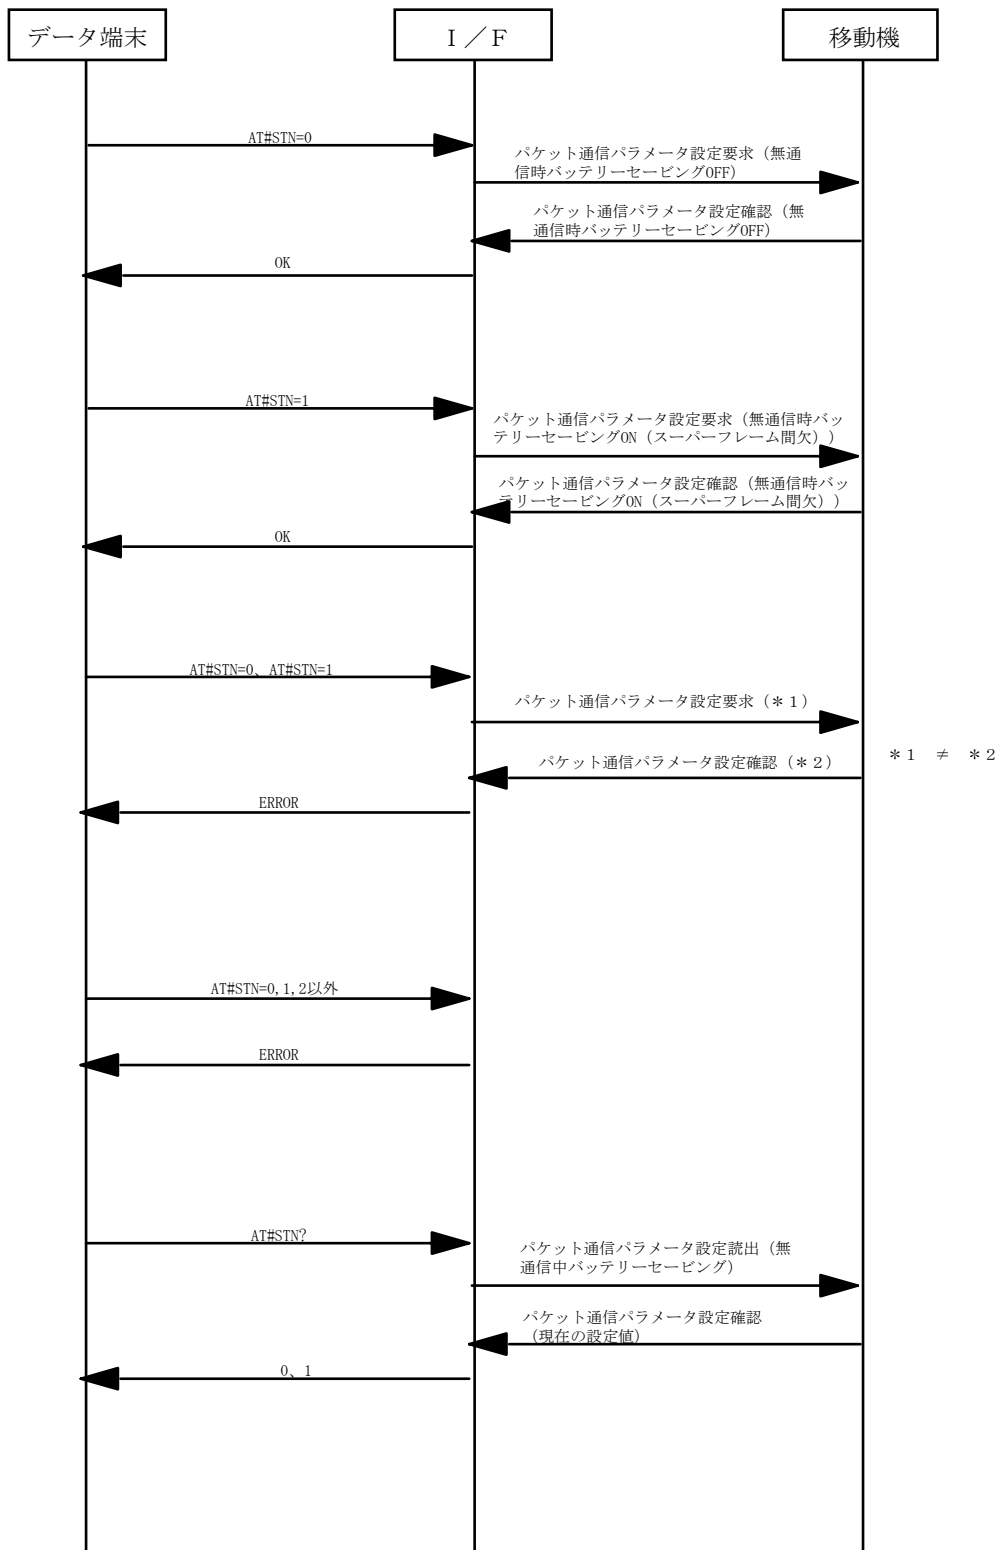 データ端末
Ｉ／Ｆ
移動機
AT#STN=0
パケット通信パラメータ設定要求（無通
信時バッテリーセービングOFF）
パケット通信パラメータ設定確認（無
通信時バッテリーセービングOFF）
OK
AT#STN=1
パケット通信パラメータ設定要求（無通信時バッ
テリーセービングON（スーパーフレーム間欠））
パケット通信パラメータ設定確認（無通信時バッ
テリーセービングON（スーパーフレーム間欠））
OK
AT#STN=0、AT#STN=1
パケット通信パラメータ設定要求（＊１）
＊１　≠　＊２
パケット通信パラメータ設定確認（＊２）
ERROR
AT#STN=0,1,2以外
ERROR
AT#STN?
パケット通信パラメータ設定読出（無
通信中バッテリーセービング）
パケット通信パラメータ設定確認
（現在の設定値）
0、1